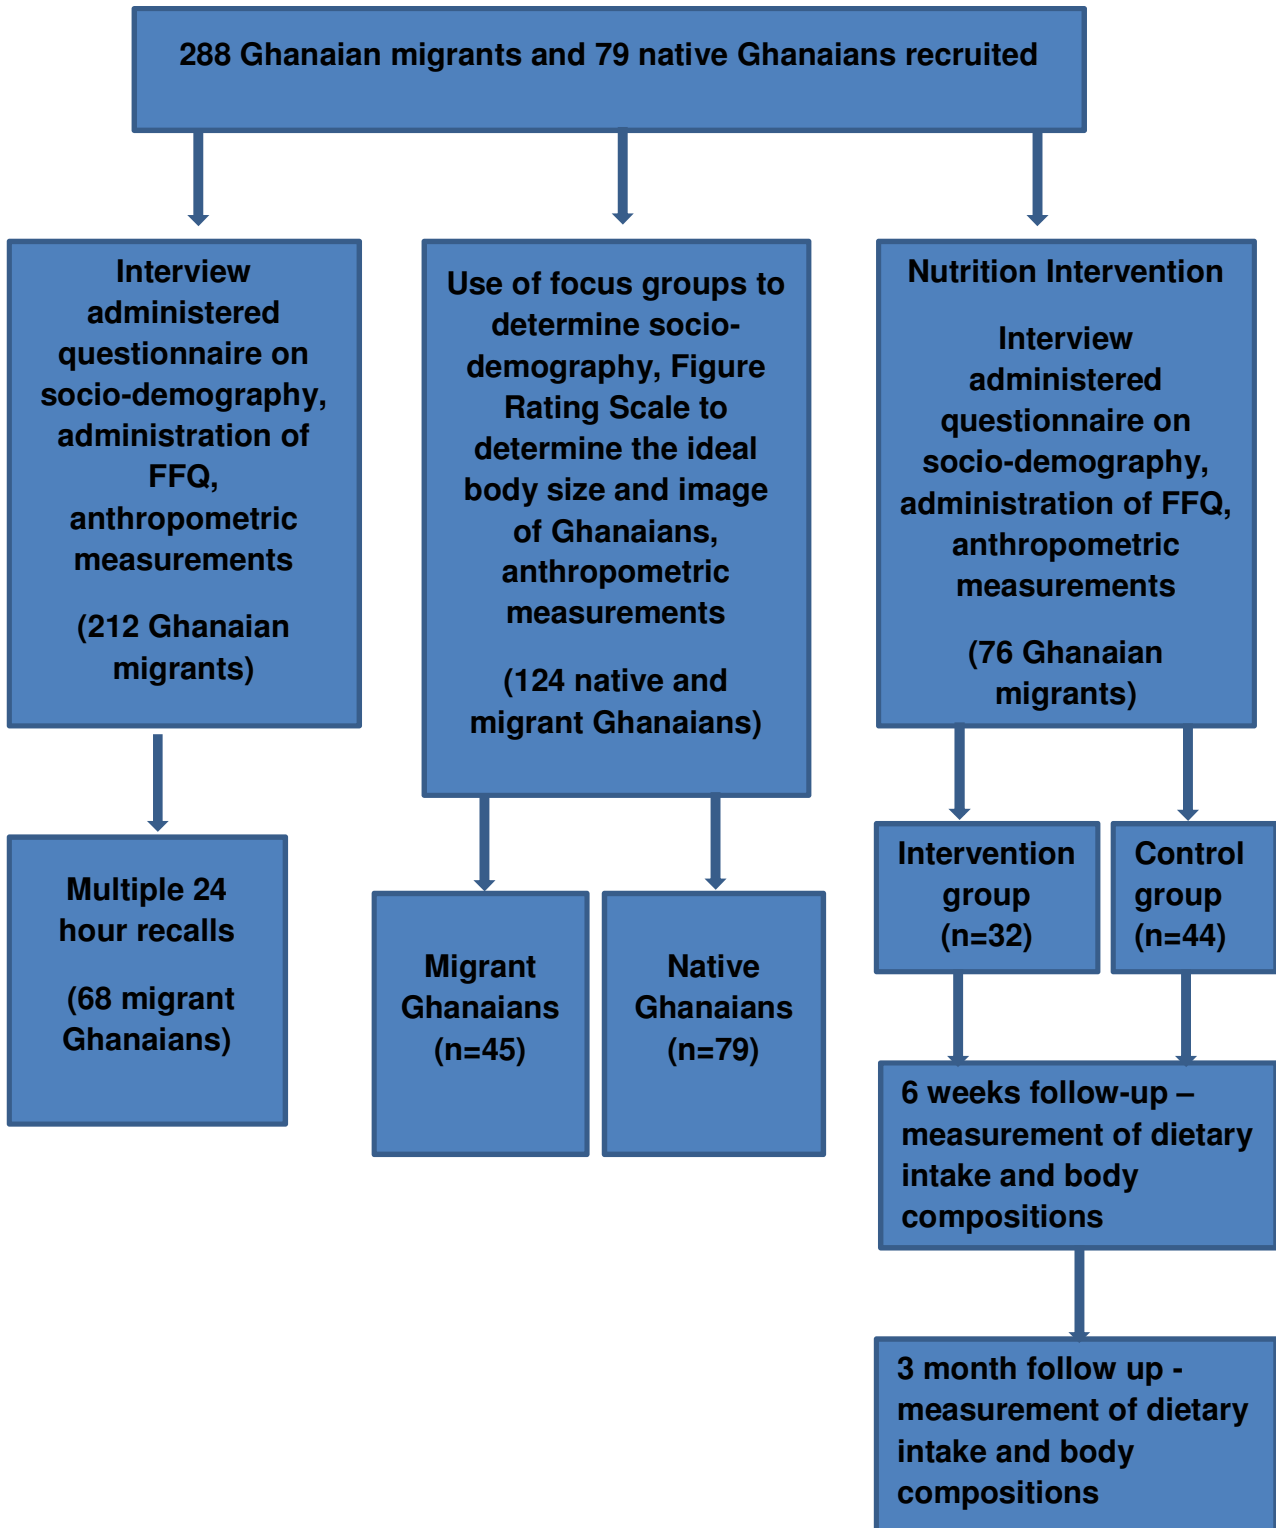 288 Ghanaian migrants and 79 native Ghanaians recruited
Interview
administered
questionnaire on
socio-demography,
administration of
FFQ,
anthropometric
measurements
(212 Ghanaian
migrants)
Multiple 24
hour recalls
(68 migrant
Ghanaians)
Use of focus groups to
determine socio-
demography, Figure
Rating Scale to
determine the ideal
body size and image
of Ghanaians,
anthropometric
measurements
(124 native and
migrant Ghanaians)
Migrant
Ghanaians
(n=45)
Native
Ghanaians
(n=79)
Nutrition Intervention
Interview
administered
questionnaire on
socio-demography,
administration of FFQ,
anthropometric
measurements
(76 Ghanaian
migrants)
Intervention
group
(n=32)
Control
group
(n=44)
6 weeks follow-up –
measurement of dietary
intake and body
compositions
3 month follow up -
measurement of dietary
intake and body
compositions